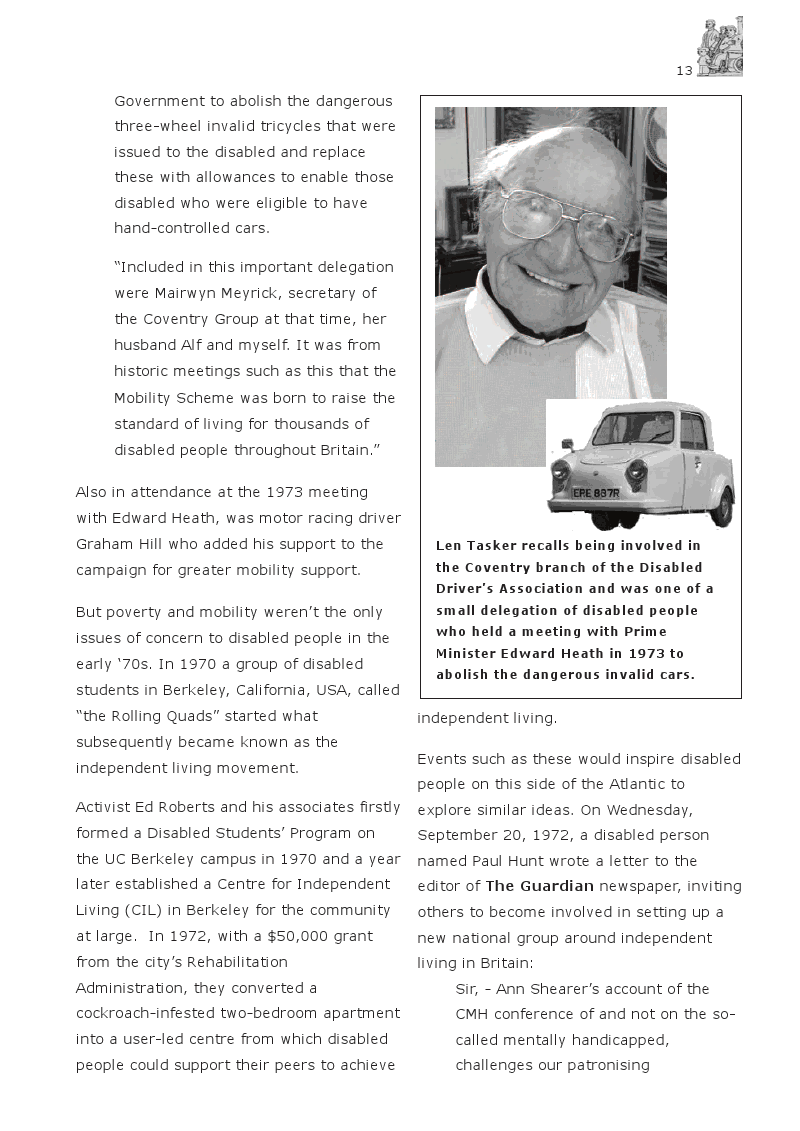 13
Government to abolish the dangerous
three-wheel invalid tricycles that were
issued to the disabled and replace
these with allowances to enable those
disabled who were eligible to have
hand-controlled cars.
“Included in this important delegation
were Mairwyn Meyrick, secretary of
the Coventry Group at that time, her
husband Alf and myself. It was from
historic meetings such as this that the
Mobility Scheme was born to raise the
standard of living for thousands of
disabled people throughout Britain.”
Also in attendance at the 1973 meeting
with Edward Heath, was motor racing driver
Graham Hill who added his support to the
campaign for greater mobility support.
But poverty and mobility weren’t the only
issues of concern to disabled people in the
early ‘70s. In 1970 a group of disabled
students in Berkeley, California, USA, called
“the Rolling Quads” started what
subsequently became known as the
independent living movement.
Activist Ed Roberts and his associates firstly
formed a Disabled Students’ Program on
the UC Berkeley campus in 1970 and a year
later established a Centre for Independent
Living (CIL) in Berkeley for the community
at large.  In 1972, with a $50,000 grant
from the city’s Rehabilitation
Administration, they converted a
cockroach-infested two-bedroom apartment
into a user-led centre from which disabled
people could support their peers to achieve
ERE 887R
Len Tasker recalls being involved in
the Coventry branch of the Disabled
Driver’s Association and was one of a
small delegation of disabled people
who held a meeting with Prime
Minister Edward Heath in 1973 to
abolish the dangerous invalid cars.
independent living.
Events such as these would inspire disabled
people on this side of the Atlantic to
explore similar ideas. On Wednesday,
September 20, 1972, a disabled person
named Paul Hunt wrote a letter to the
editor of The Guardian newspaper, inviting
others to become involved in setting up a
new national group around independent
living in Britain:
Sir, - Ann Shearer’s account of the
CMH conference of and not on the so-
called mentally handicapped,
challenges our patronising